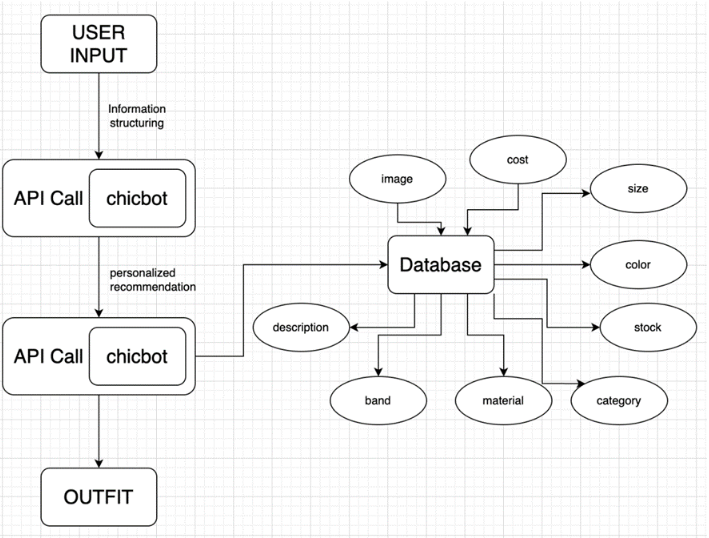 USER
INPUT
Information
structuring
API Call
chicbot
personalized
recommendation
API Call
chicbot
OUTFIT
image
cost
size
Database
color
description
stock
band
material
category